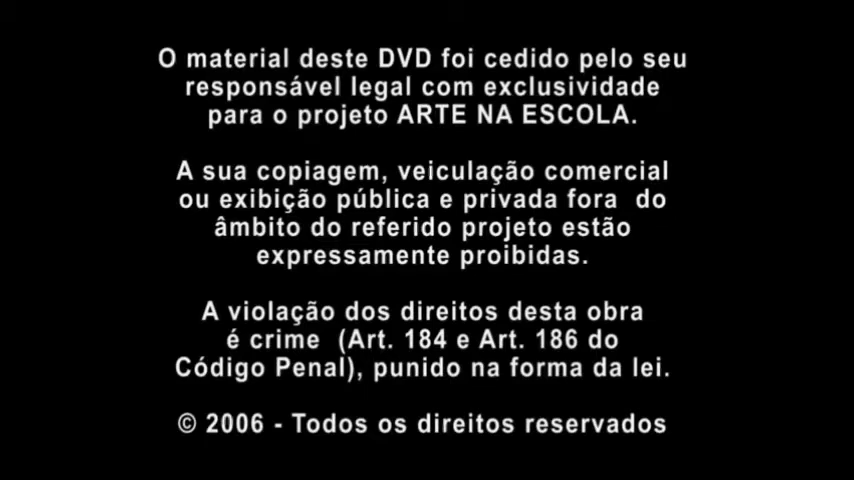 O material deste DVD foi cedido pelo seu
responsável legal com exclusividade
para o projeto ARTE NA ESCOLA.
A sua copiagem, veiculação comercial
ou exibição pública e privada fora  do
âmbito do referido projeto estão
expressamente proibidas.
A violação dos direitos desta obra
é crime  (Art. 184 e Art. 186 do
Código Penal), punido na forma da lei.
© 2006 - Todos os direitos reservados